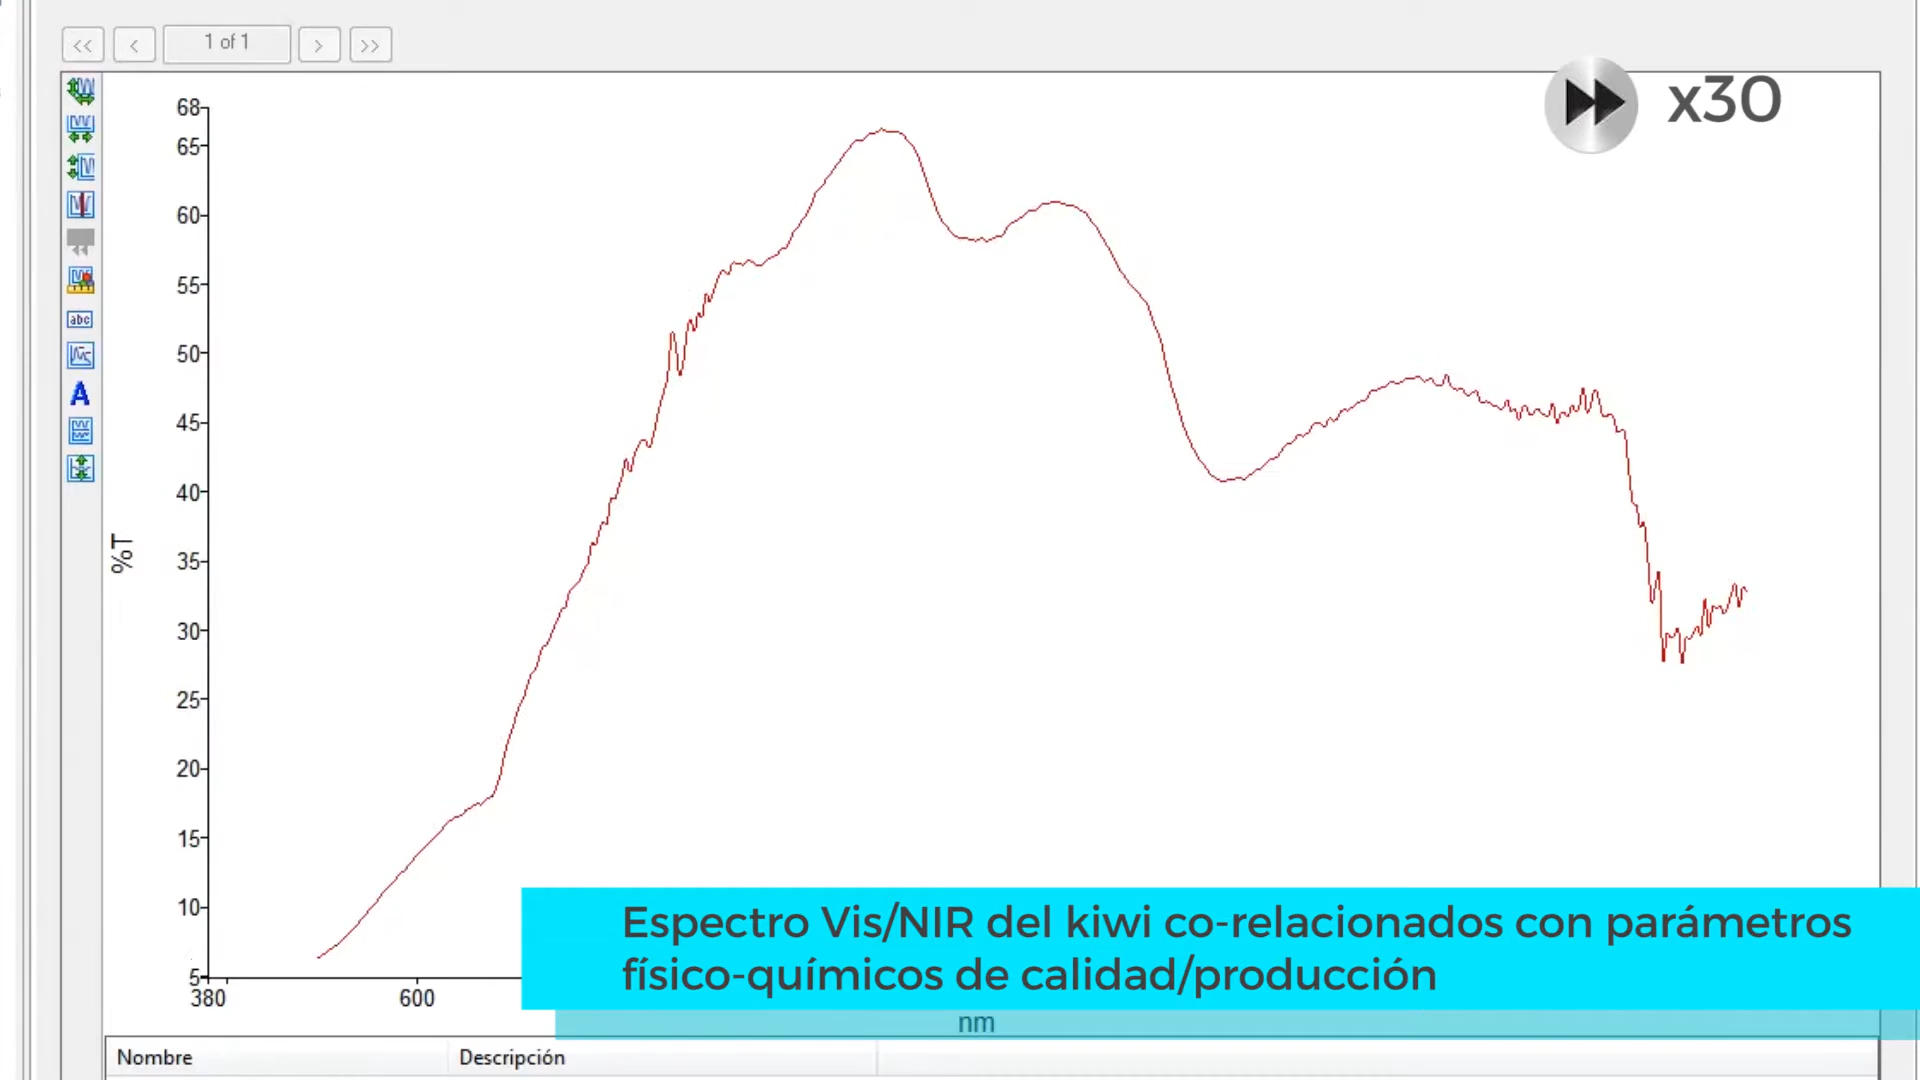 << < 1 of 1 > >>
x30
68
65
60
55
50
45
40
35
30
25
20
15
10
5
%T
abc
A
380 600
nm
Espectro Vis/NIR del kiwi co-relacionados con parámetros
físico-químicos de calidad/producción
Nombre Descripción